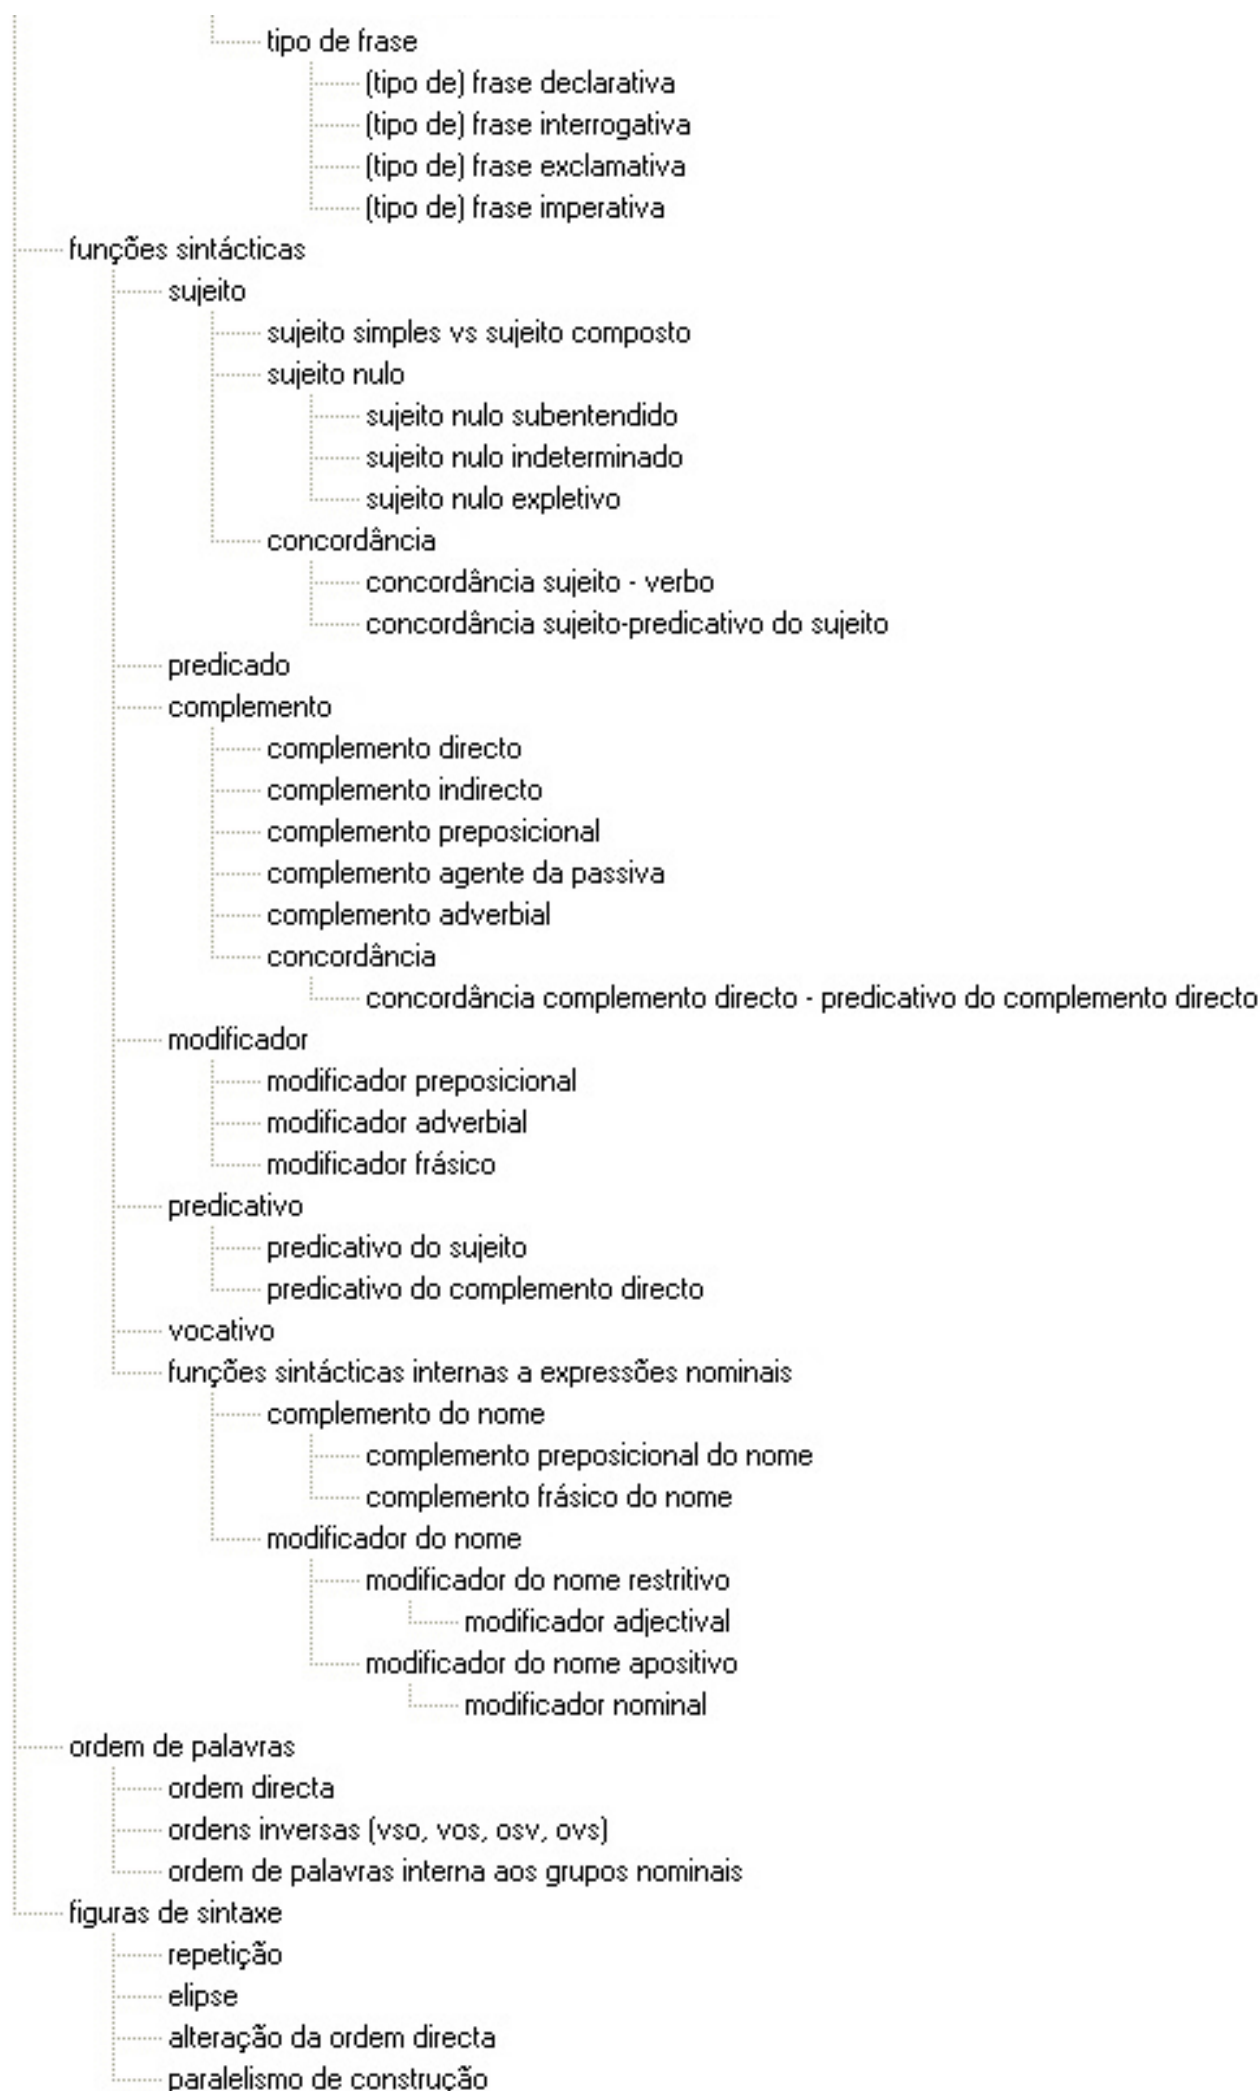 tipo de frase
(tipo de) frase declarativa
(tipo de) frase interrogativa
(tipo de) frase exclamativa
(tipo de) frase imperativa
funções sintácticas
sujeito
sujeito simples vs sujeito composto
sujeito nulo
sujeito nulo subentendido
sujeito nulo indeterminado
sujeito nulo expletivo
concordância
concordância sujeito - verbo
concordância sujeito-predicativo do sujeito
predicado
complemento
complemento directo
complemento indirecto
complemento preposicional
complemento agente da passiva
complemento adverbial
concordância
concordância complemento directo - predicativo do complemento directo
modificador
modificador preposicional
modificador adverbial
modificador frásico
predicativo
predicativo do sujeito
predicativo do complemento directo
vocativo
funções sintácticas internas a expressões nominais
complemento do nome
complemento preposicional do nome
complemento frásico do nome
modificador do nome
modificador do nome restritivo
modificador adjectival
modificador do nome apositivo
modificador nominal
ordem de palavras
ordem directa
ordens inversas (vso, vos, osv, ovs)
ordem de palavras interna aos grupos nominais
figuras de sintaxe
repetição
elipse
alteração da ordem directa
paralelismo de construção